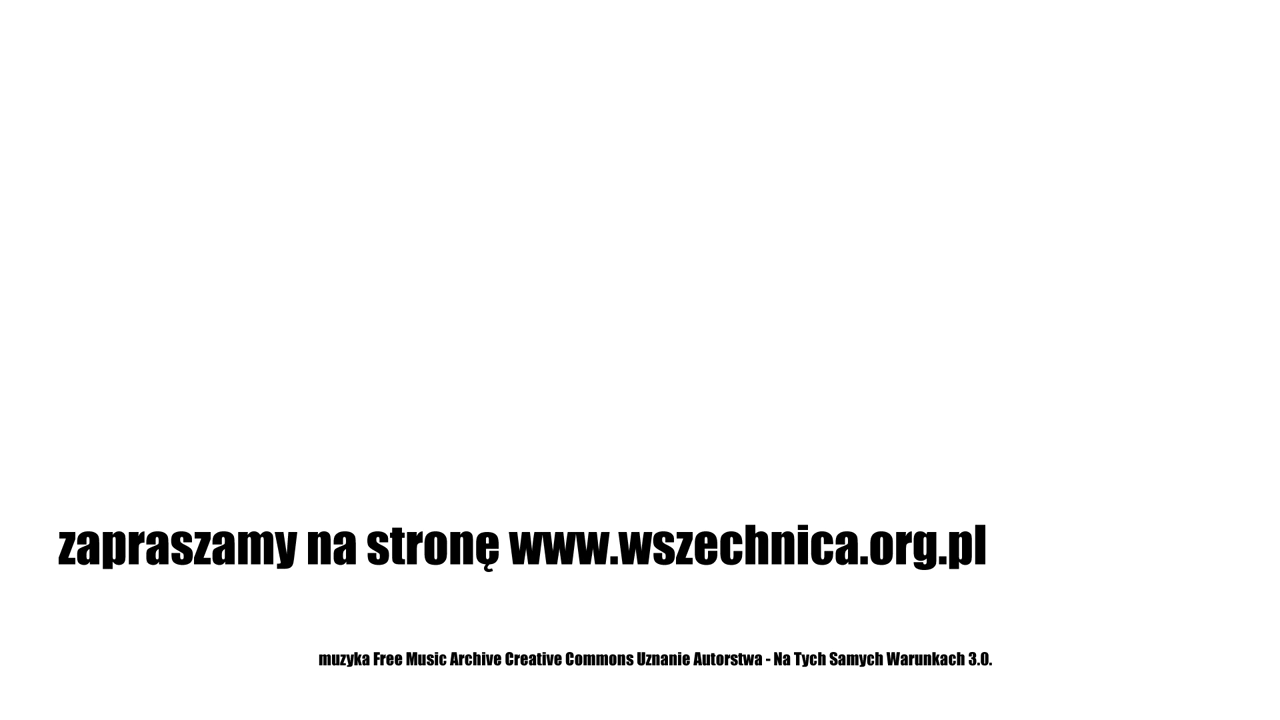 zapraszamy na stronę www.wszechnica.org.pl
muzyka Free Music Archive Creative Commons Uznanie Autorstwa - Na Tych Samych Warunkach 3.0.